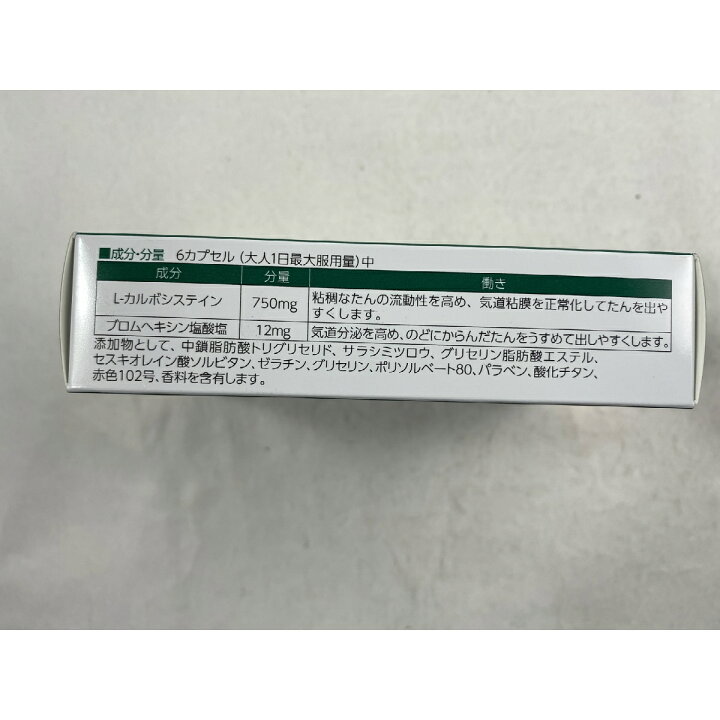 ■成分・分量 6カプセル（大人1日最大服用量）中
成分 分量 働き
L-カルボシステイン 750mg 粘稠なたんの流動性を高め、気道粘膜を正常化してたんを出や
すくします。
ブロムヘキシン塩酸塩 12mg 気道分泌を高め、のどにからんだたんをうすめて出しやすくします。
添加物として、中鎖脂肪酸トリグリセリド、サラシミツロウ、グリセリン脂肪酸エステル、
セスキオレイン酸ソルビタン、ゼラチン、グリセリン、ポリソルベート80、パラベン、酸化チタン、
赤色102号、香料を含有します。